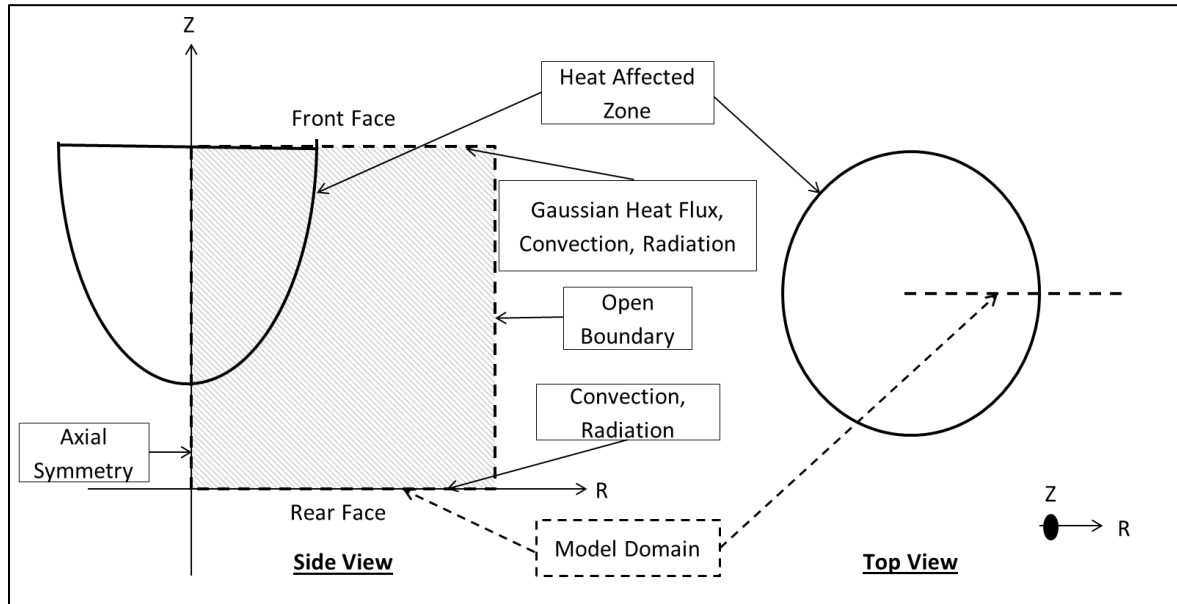 Z
Heat Affected
Zone
Front Face
Gaussian Heat Flux,
Convection, Radiation
Open
Boundary
Convection,
Radiation
Axial
Symmetry
R
Rear Face
Model Domain
Side View
Top View
Z
R